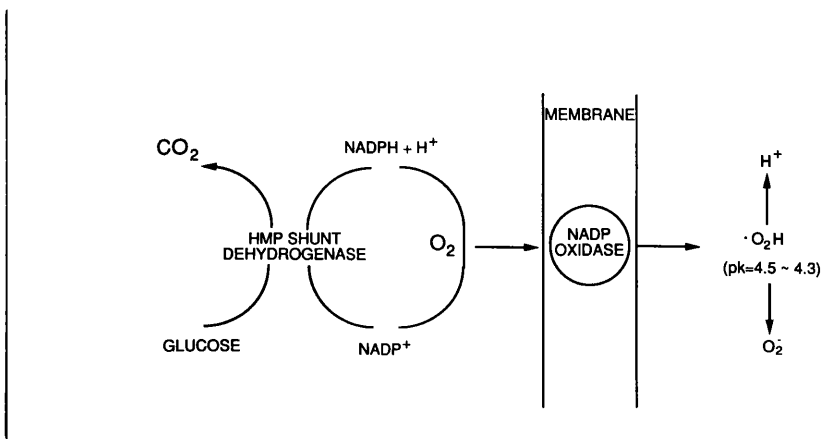 MEMBRANE
CO2
NADPH + H+
H+
HMP SHUNT
DEHYDROGENASE
O2
NADP
OXIDASE
· O2H
(pk=4.5 ~ 4.3)
GLUCOSE
NADP+
O2-